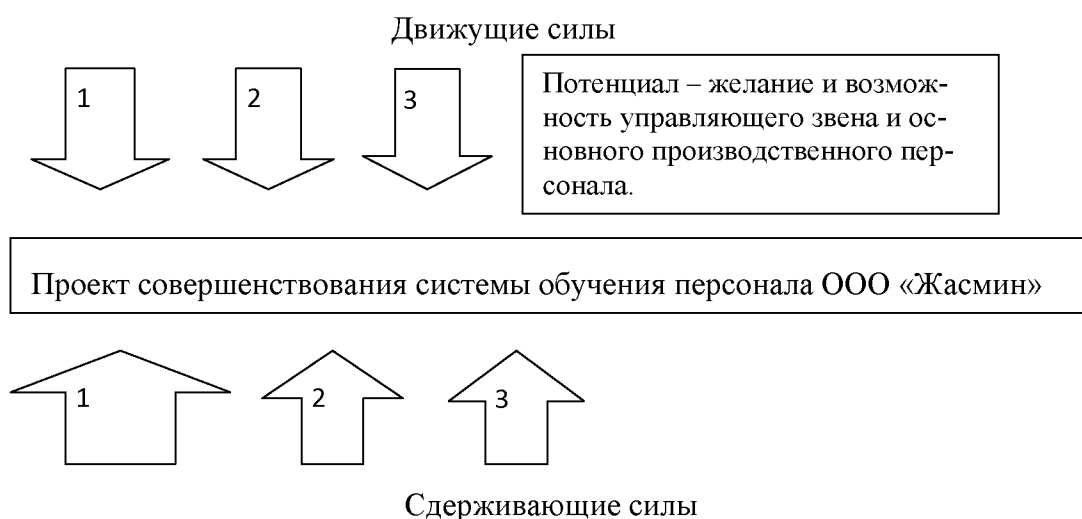 Движущие силы
1
2
3
Потенциал – желание и возмож-
ность управляющего звена и ос-
новного производственного пер-
сонала.
Проект совершенствования системы обучения персонала ООО «Жасмин»
1
2
3
Сдерживающие силы